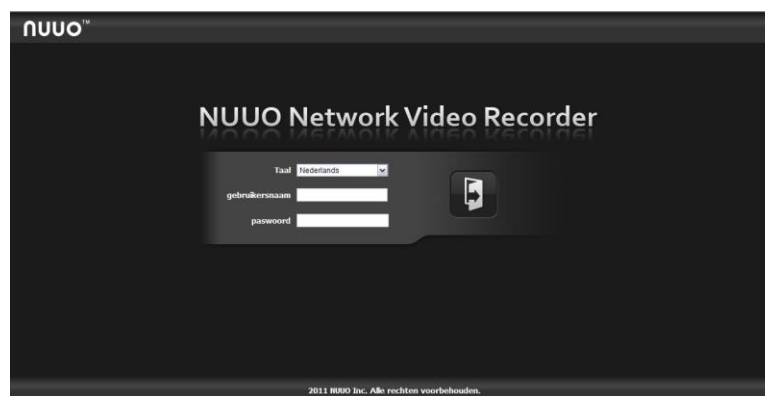 NUUO™
NUUO Network Video Recorder
Taal Nederlands
gebruikersnaam
paswoord
2011 NUUO Inc. Alle rechten voorbehouden.